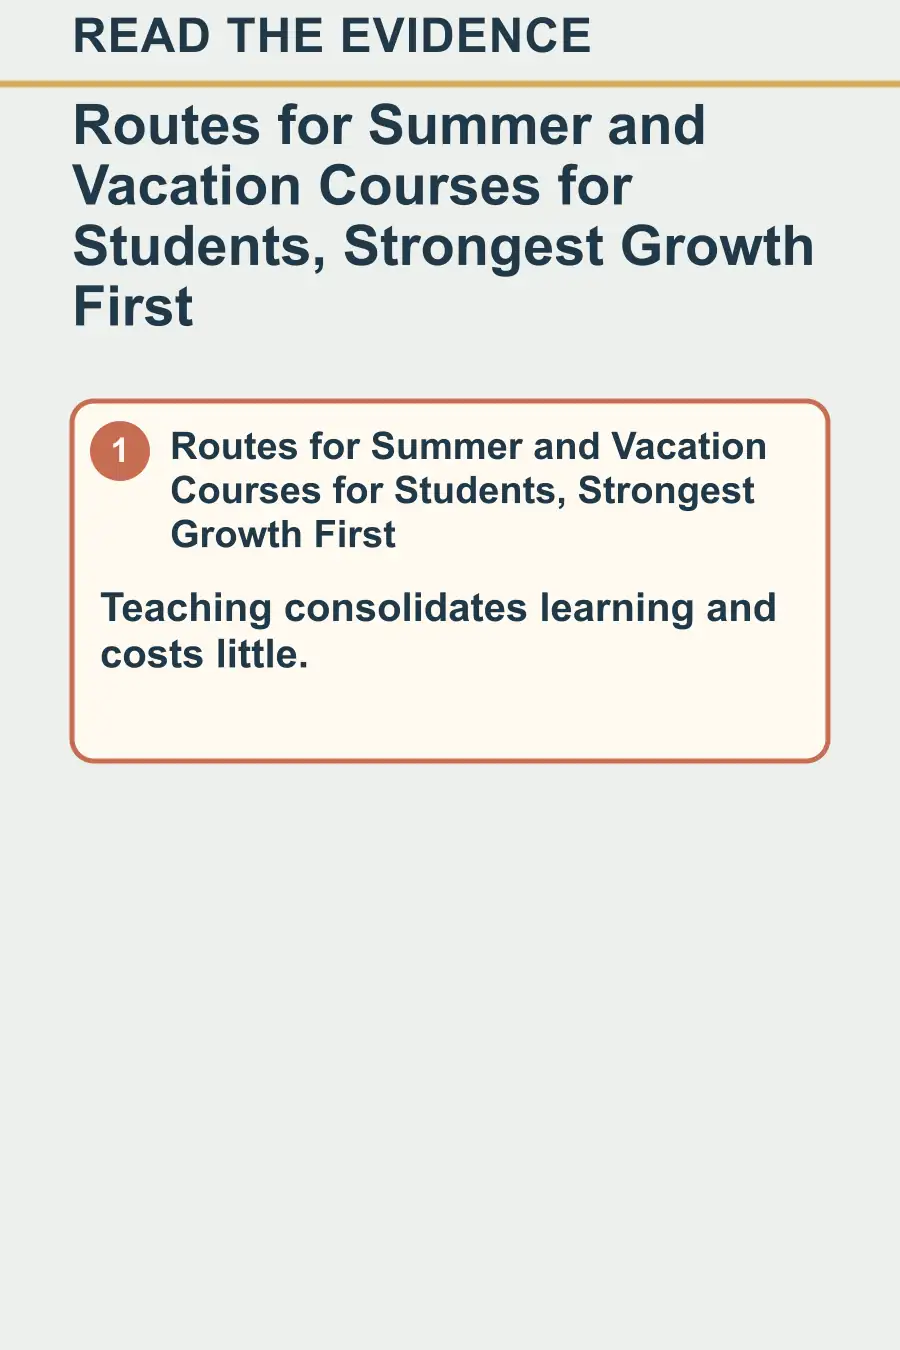 READ THE EVIDENCE
Routes for Summer and
Vacation Courses for
Students, Strongest Growth
First
1
Routes for Summer and Vacation
Courses for Students, Strongest
Growth First
Teaching consolidates learning and
costs little.